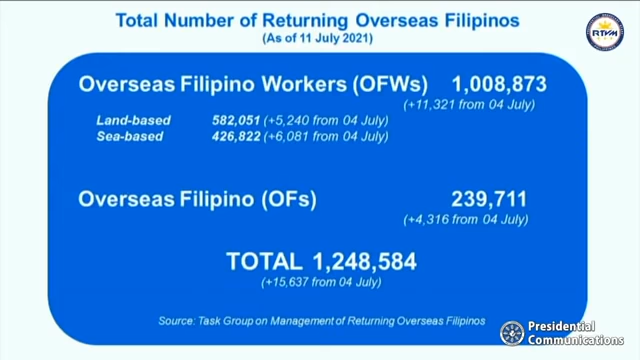 Total Number of Returning Overseas Filipinos
(As of 11 July 2021)
RTVM
Overseas Filipino Workers (OFWs) 1,008,873
(+11,321 from 04 July)
Land-based 582,051 (+5,240 from 04 July)
Sea-based 426,822 (+6,081 from 04 July)
Overseas Filipino (OFs) 239,711
(+4,316 from 04 July)
TOTAL 1,248,584
(+15,637 from 04 July)
Source: Task Group on Management of Returning Overseas Filipinos
Presidential
Communications